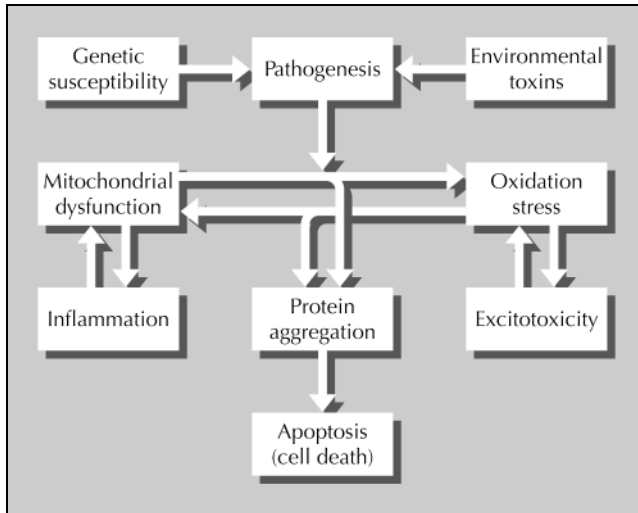 Genetic
susceptibility
Pathogenesis
Environmental
toxins
Mitochondrial
dysfunction
Oxidation
stress
Inflammation
Protein
aggregation
Excitotoxicity
Apoptosis
(cell death)